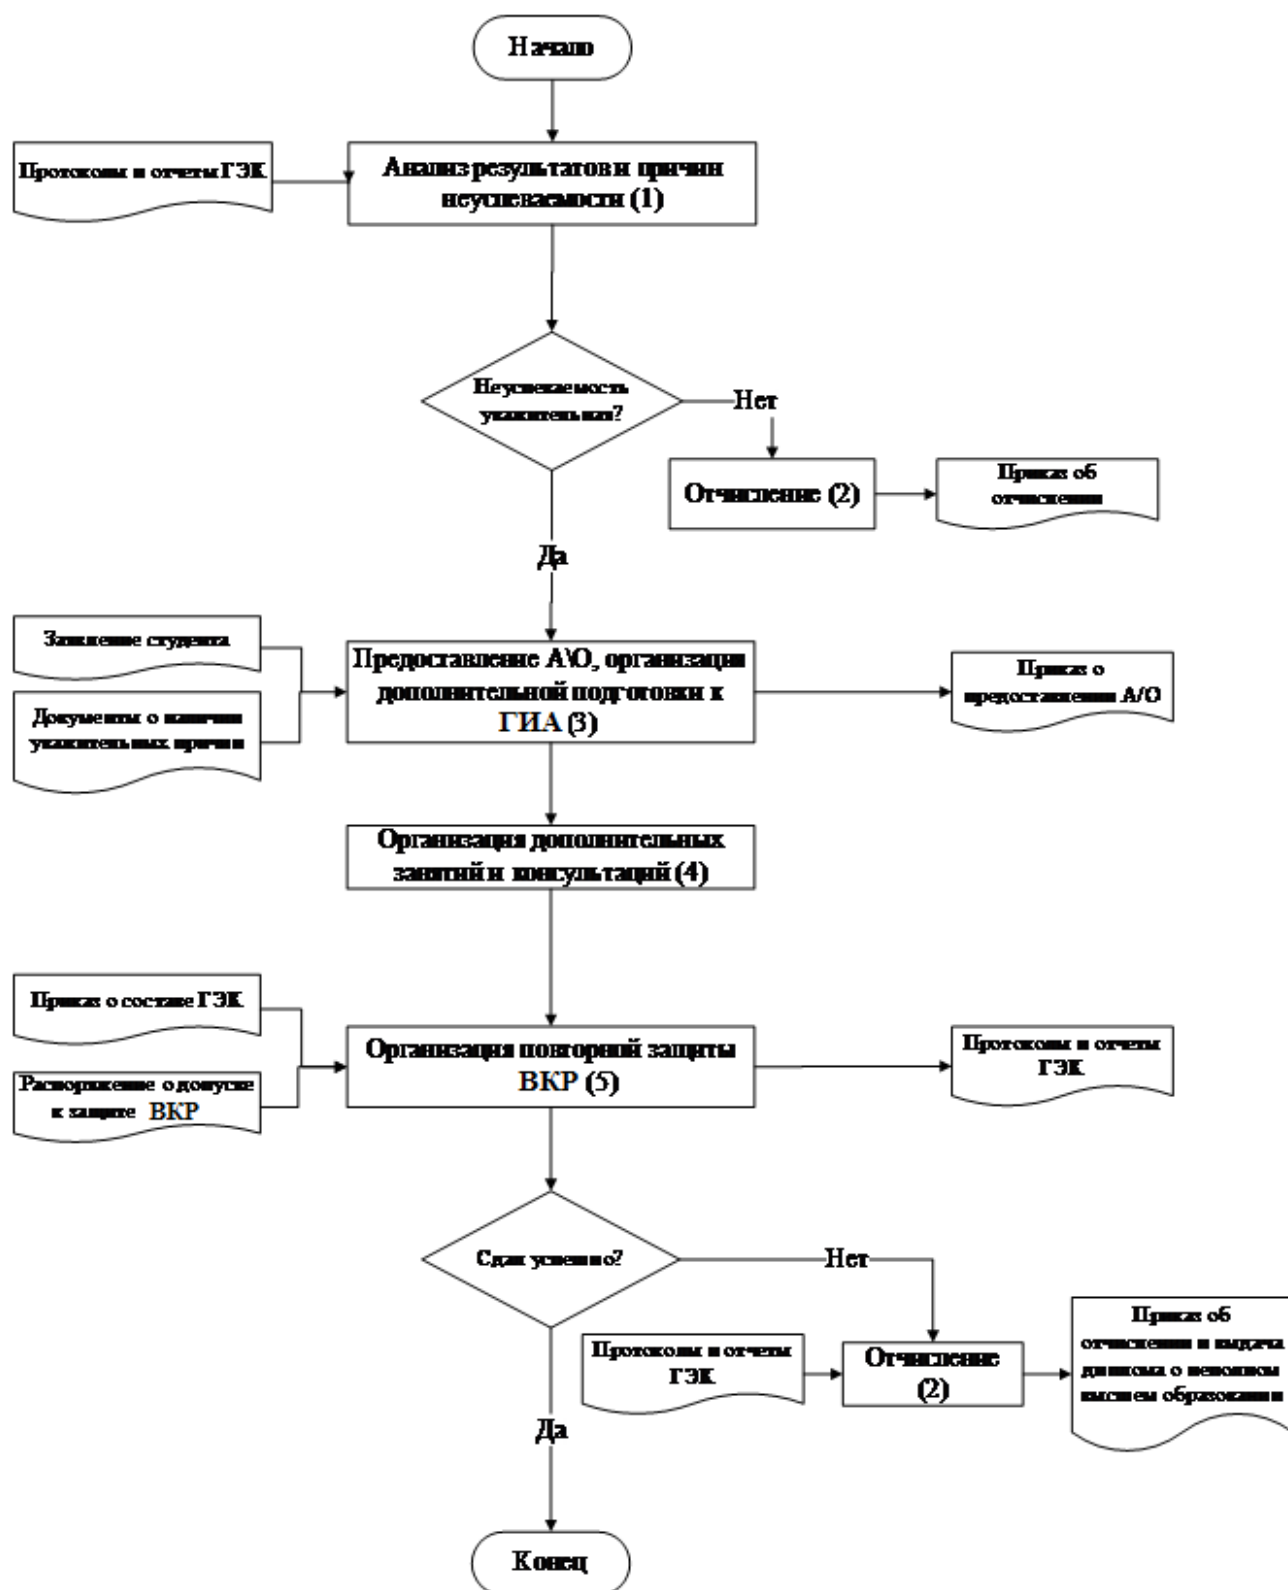 Начало
Протоколы и отчеты ГЭК
Анализ результатов и причин
неуспеваемости (1)
Неуспеваемость
уважительная?
Нет
Отчисление (2)
Приказ об
отчислении
Да
Заявление студента
Документы о наличии
уважительных причин
Предоставление А\О, организация
дополнительной подготовки к
ГИА (3)
Приказ о
предоставлении А/О
Организация дополнительных
занятий и консультаций (4)
Приказ о составе ГЭК
Распоряжение о допуске
к защите ВКР
Организация повторной защиты
ВКР (5)
Протоколы и отчеты
ГЭК
Сдан успешно?
Нет
Протоколы и отчеты
ГЭК
Отчисление
(2)
Приказ об
отчислении и выдача
диплома о неполном
высшем образовании
Да
Конец